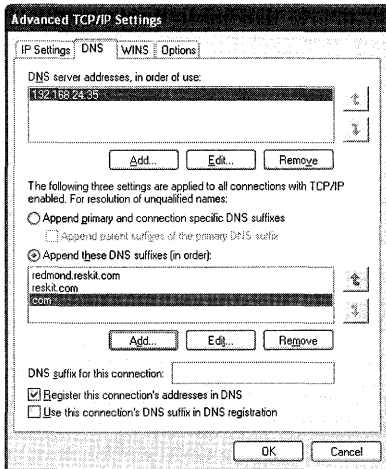 Advanced TCP/IP Settings
IP Settings DNS WINS Options
DNS server addresses, in order of use:
192.168.24.35
Add... Edit... Remove
The following three settings are applied to all connections with TCP/IP
enabled. For resolution of unqualified names:
Append primary and connection specific DNS suffixes
Append parent suffixes of the primary DNS suffix
Append these DNS suffixes (in order):
redmond.reskit.com
reskit.com
com
Add... Edit... Remove
DNS suffix for this connection:
Register this connection's addresses in DNS
Use this connection's DNS suffix in DNS registration
OK Cancel